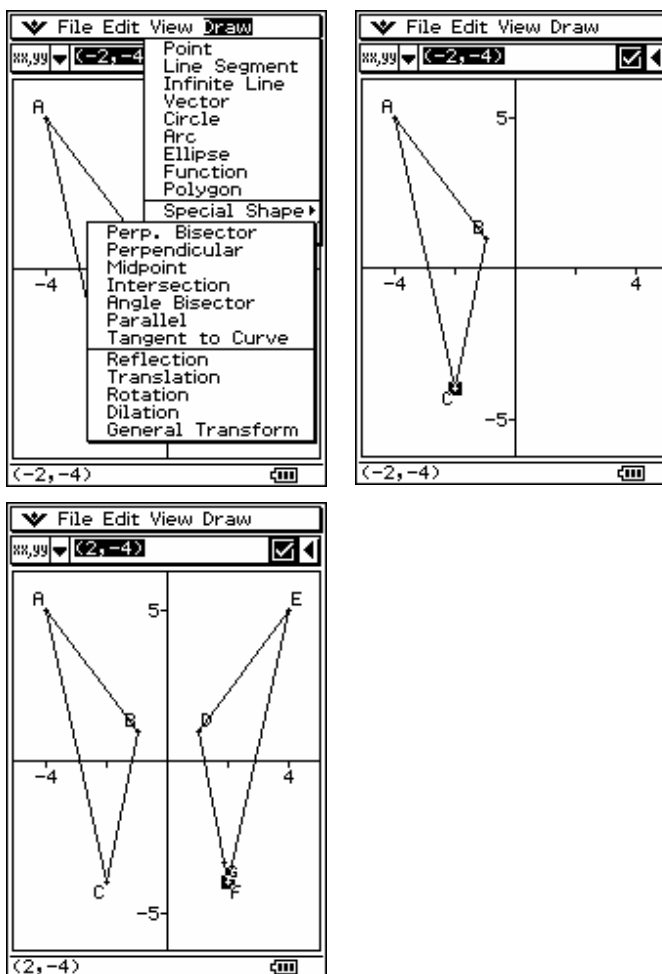 File Edit View Draw
xx,yy (-2,-4
A
Point
Line Segment
Infinite Line
Vector
Circle
Arc
Ellipse
Function
Polygon
Special Shape
Perp. Bisector
Perpendicular
Midpoint
Intersection
Angle Bisector
Parallel
Tangent to Curve
Reflection
Translation
Rotation
Dilation
General Transform
-4
(-2,-4)
File Edit View Draw
xx,yy (-2,-4)
A
5
B
-4 4
C
-5
(-2,-4)
File Edit View Draw
xx,yy (2,-4)
A 5 E
B D
-4 4
G
C F
-5
(2,-4)